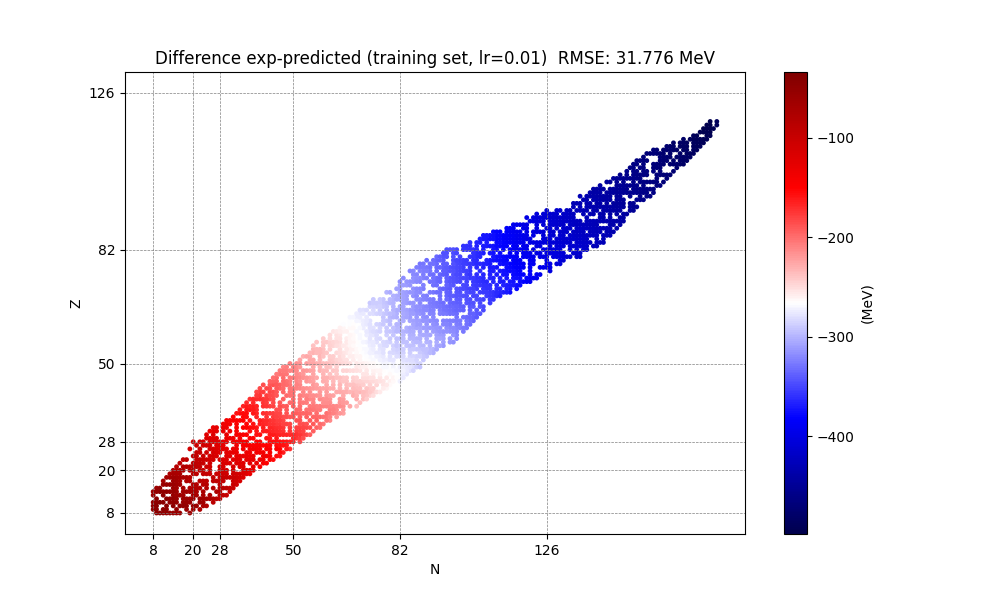 Difference exp-predicted (training set, lr=0.01)  RMSE: 31.776 MeV
126
82
50
28
20
8
Z
8 20 28 50 82 126
N
−100
−200
−300
−400
(MeV)